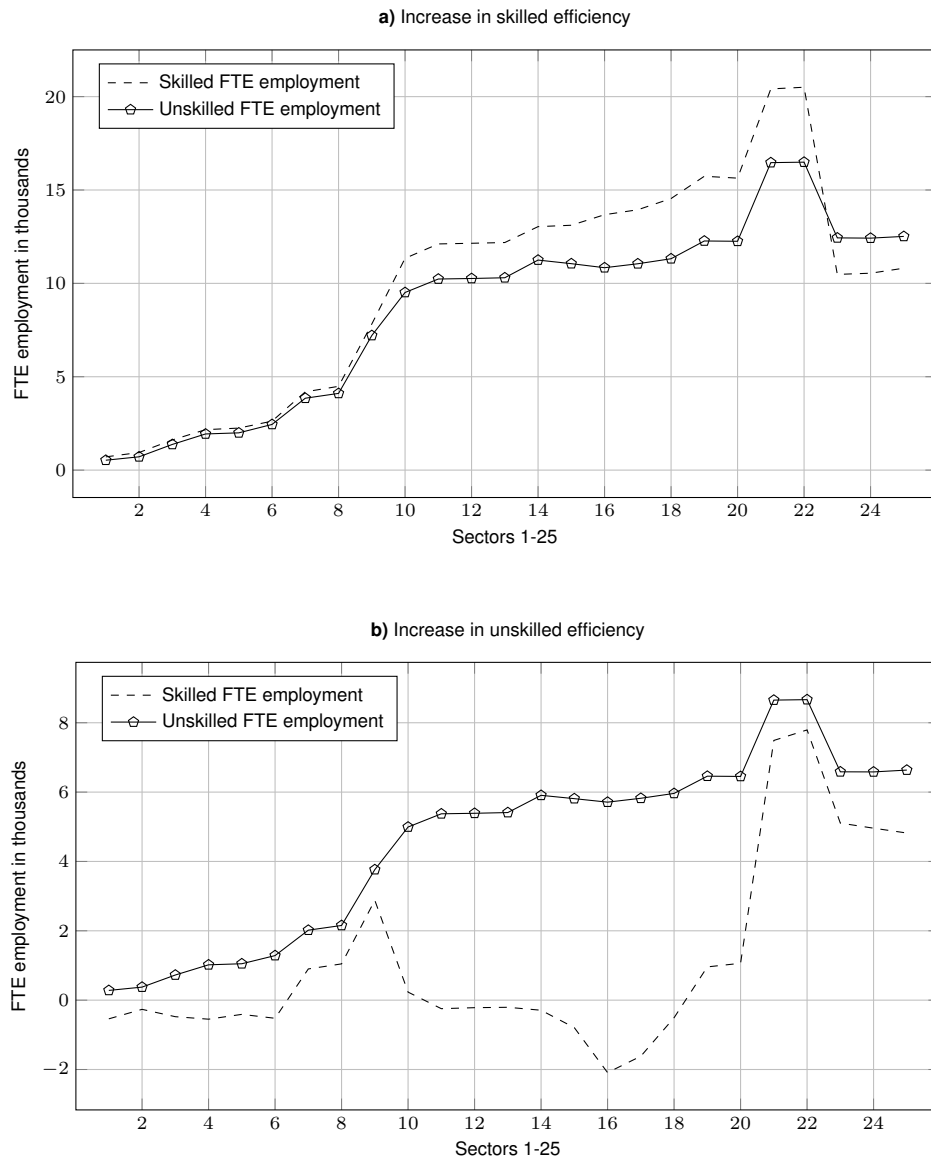 a) Increase in skilled efficiency
Skilled FTE employment
Unskilled FTE employment
20
15
10
5
0
FTE employment in thousands
2 4 6 8 10 12 14 16 18 20 22 24
Sectors 1-25
b) Increase in unskilled efficiency
Skilled FTE employment
Unskilled FTE employment
8
6
4
2
0
−2
FTE employment in thousands
2 4 6 8 10 12 14 16 18 20 22 24
Sectors 1-25